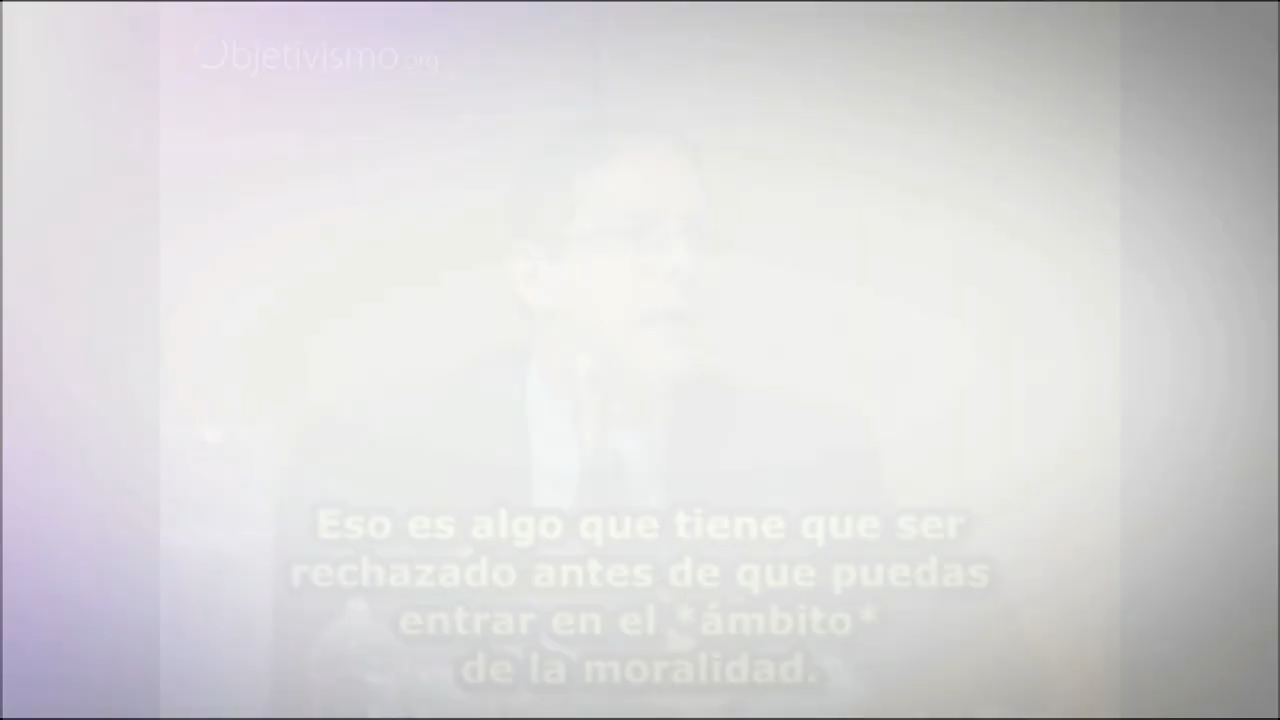 Objetivismo.org
Eso es algo que tiene que ser
rechazado antes de que puedas
entrar en el *ámbito*
de la moralidad.